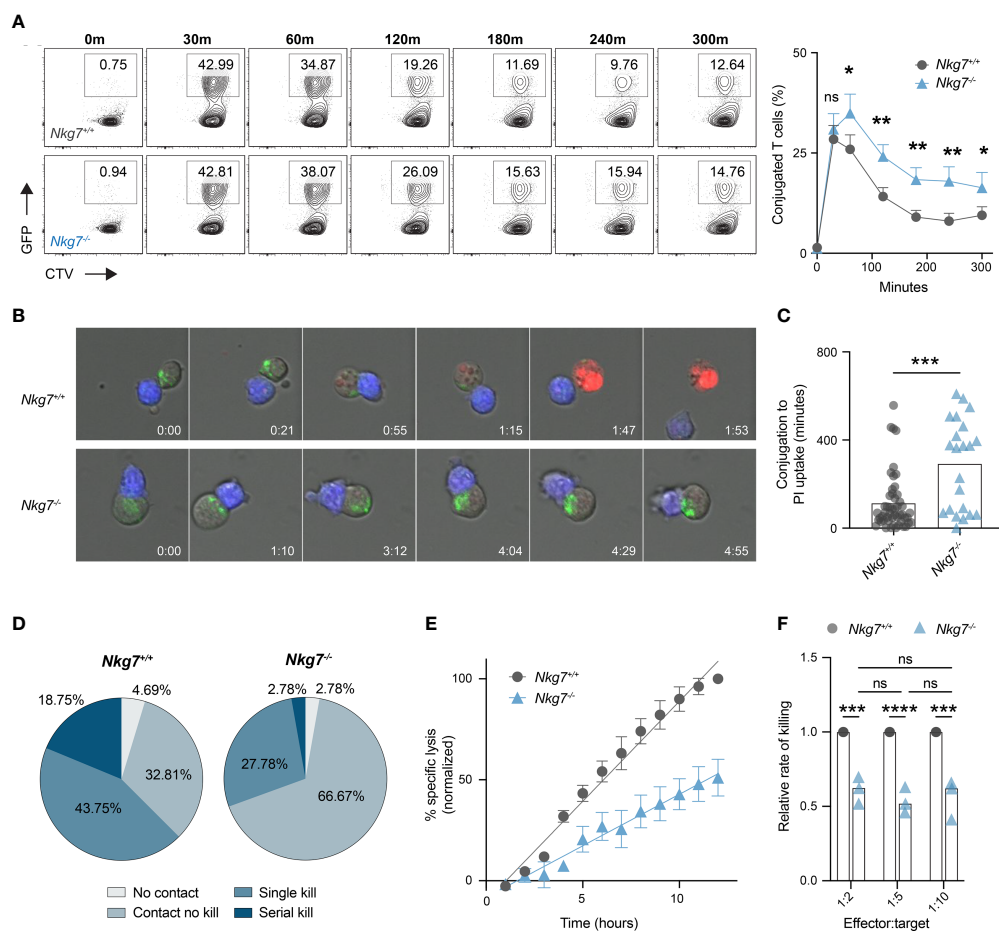 A
0m 30m 60m 120m 180m 240m 300m
0.75 42.99 34.87 19.26 11.69 9.76 12.64
Nkg7+/+
0.94 42.81 38.07 26.09 15.63 15.94 14.76
Nkg7-/-
GFP
CTV
50
25
0
Conjugated T cells (%)
ns * ** ** ** *
Nkg7+/+
Nkg7-/-
0 100 200 300
Minutes
B
Nkg7+/+
0:00 0:21 0:55 1:15 1:47 1:53
Nkg7-/-
0:00 1:10 3:12 4:04 4:29 4:55
C
800
400
0
Conjugation to
PI uptake (minutes)
***
Nkg7+/+ Nkg7-/-
D
Nkg7+/+ Nkg7-/-
18.75% 4.69% 2.78% 2.78%
32.81% 27.78%
43.75% 66.67%
No contact Single kill
Contact no kill Serial kill
E
Nkg7+/+
Nkg7-/-
100
50
0
% specific lysis
(normalized)
0 5 10
Time (hours)
F
Nkg7+/+ Nkg7-/-
1.5
1.0
0.5
0.0
Relative rate of killing
ns
ns ns
*** **** ***
1:2 1:5 1:10
Effector:target